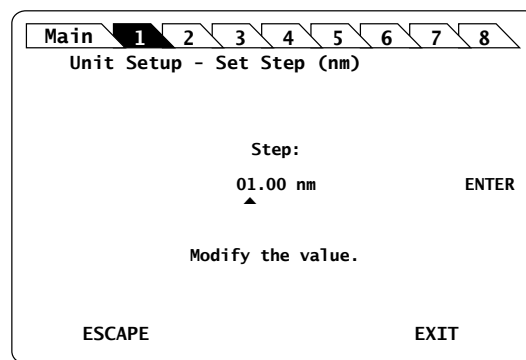 Main 1 2 3 4 5 6 7 8
Unit Setup - Set Step (nm)
Step:
01.00 nm ENTER
Modify the value.
ESCAPE EXIT